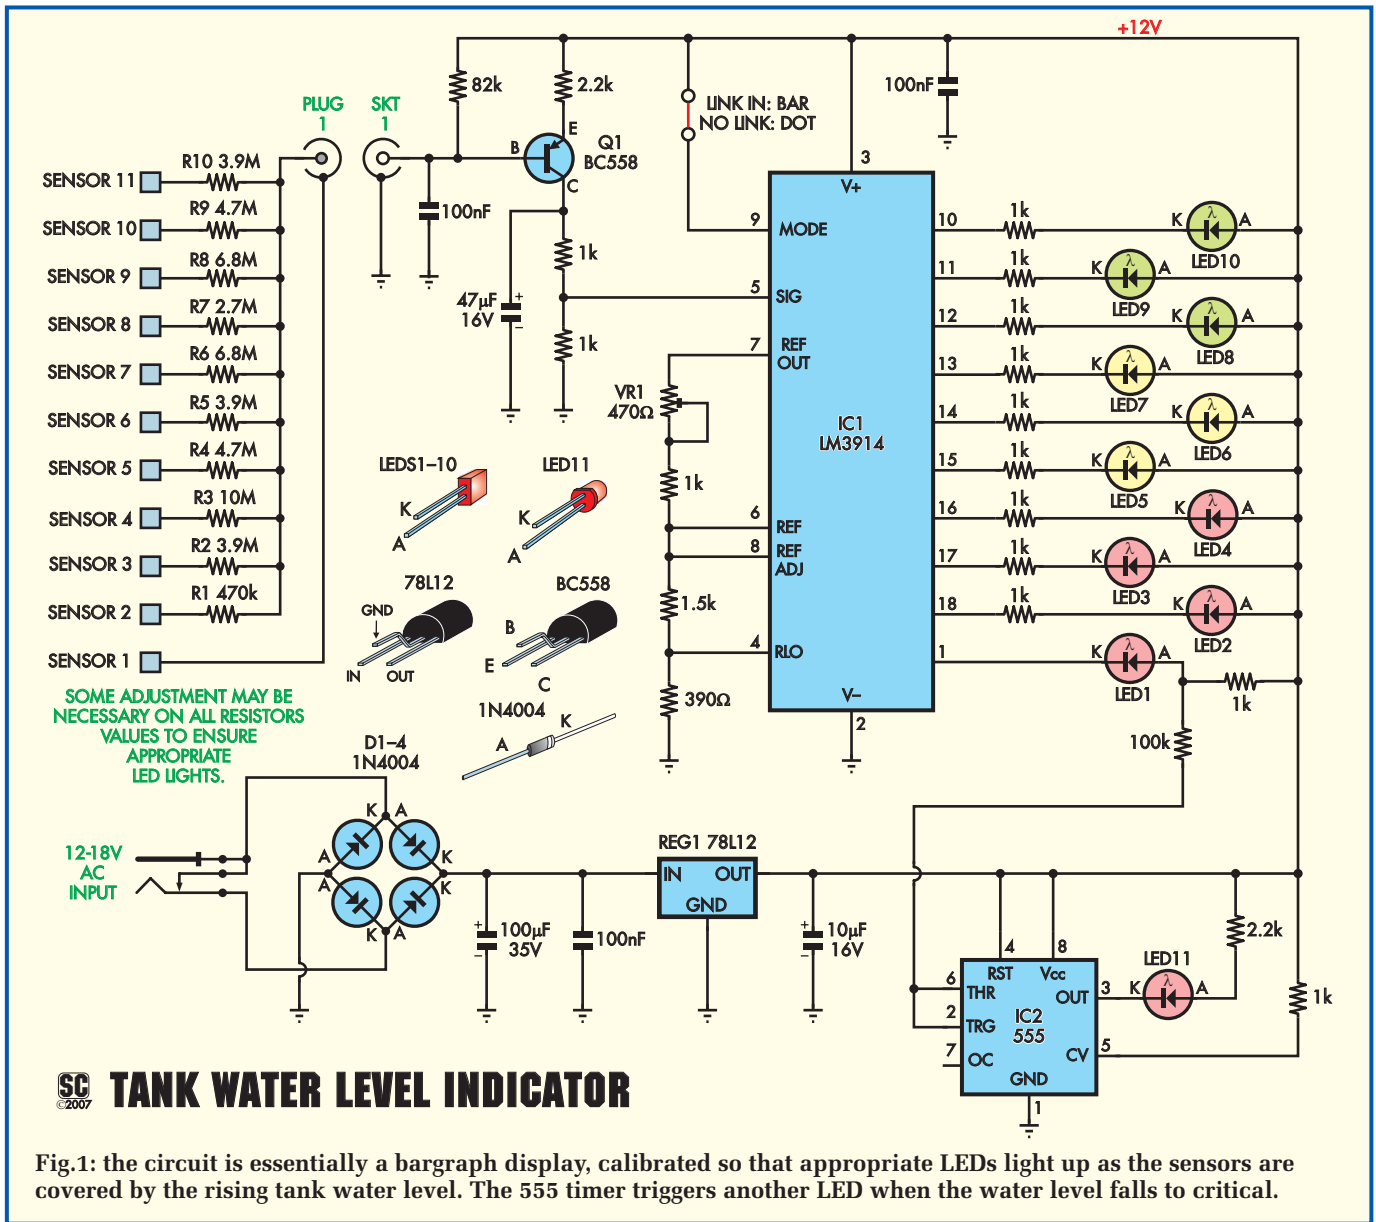 +12V
82k
2.2k
100nF
LINK IN: BAR
NO LINK: DOT
PLUG
1
SKT
1
B
E
C
Q1
BC558
100nF
47µF
16V
+
–
1k
1k
SENSOR 11
R10 3.9M
SENSOR 10
R9 4.7M
SENSOR 9
R8 6.8M
SENSOR 8
R7 2.7M
SENSOR 7
R6 6.8M
SENSOR 6
R5 3.9M
SENSOR 5
R4 4.7M
SENSOR 4
R3 10M
SENSOR 3
R2 3.9M
SENSOR 2
R1 470k
SENSOR 1
SOME ADJUSTMENT MAY BE
NECESSARY ON ALL RESISTORS
VALUES TO ENSURE
APPROPRIATE
LED LIGHTS.
3
V+
9
MODE
5
SIG
7
REF
OUT
VR1
470Ω
1k
6
REF
8
REF
ADJ
1.5k
4
RLO
390Ω
IC1
LM3914
V–
2
10
1k
K
λ
A
LED10
11
1k
K
λ
A
LED9
12
1k
K
λ
A
LED8
13
1k
K
λ
A
LED7
14
1k
K
λ
A
LED6
15
1k
K
λ
A
LED5
16
1k
K
λ
A
LED4
17
1k
K
λ
A
LED3
18
1k
K
λ
A
LED2
1
K
λ
A
LED1
1k
100k
LEDS1–10
K
A
LED11
K
A
78L12
GND
IN
OUT
BC558
B
E
C
1N4004
A
K
D1–4
1N4004
K
A
A
K
A
K
K
A
12-18V
AC
INPUT
+
–
100µF
35V
100nF
REG1 78L12
IN
OUT
GND
+
–
10µF
16V
4
8
RST
Vcc
6
THR
2
TRG
7
OC
IC2
555
OUT
3
CV
5
GND
1
LED11
K
λ
A
2.2k
1k
SC
©2007
TANK WATER LEVEL INDICATOR
Fig.1: the circuit is essentially a bargraph display, calibrated so that appropriate LEDs light up as the sensors are
covered by the rising tank water level. The 555 timer triggers another LED when the water level falls to critical.